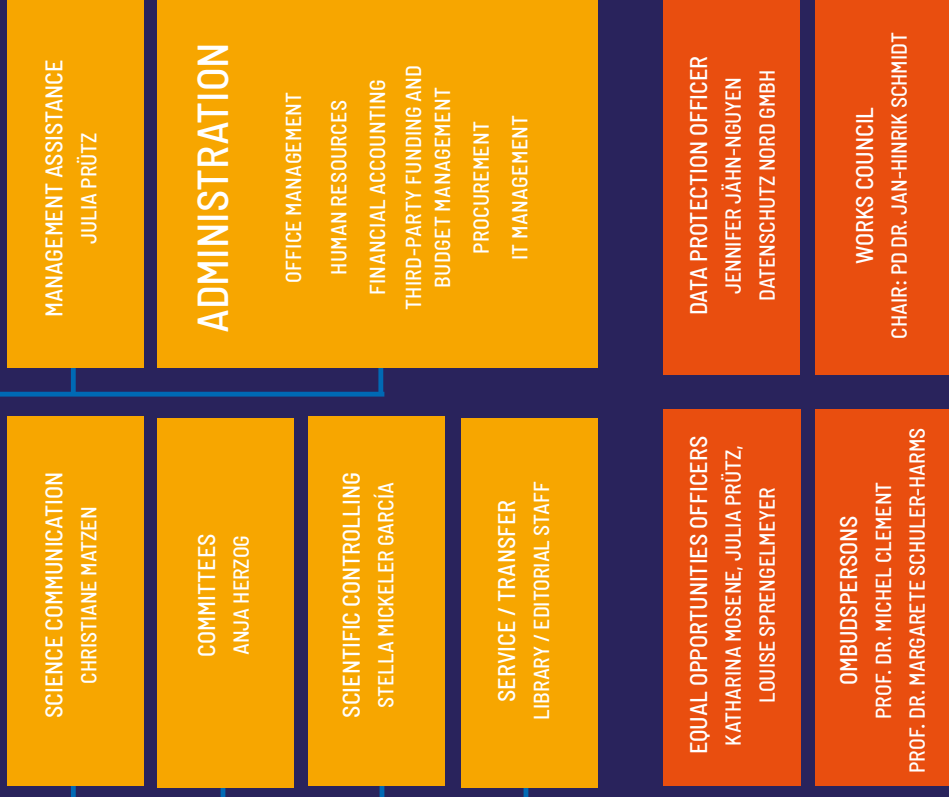 SCIENCE COMMUNICATION
CHRISTIANE MATZEN
MANAGEMENT ASSISTANCE
JULIA PRÜTZ
COMMITTEES
ANJA HERZOG
SCIENTIFIC CONTROLLING
STELLA MICKELER GARCÍA
SERVICE / TRANSFER
LIBRARY / EDITORIAL STAFF
ADMINISTRATION
OFFICE MANAGEMENT
HUMAN RESOURCES
FINANCIAL ACCOUNTING
THIRD-PARTY FUNDING AND
BUDGET MANAGEMENT
PROCUREMENT
IT MANAGEMENT
EQUAL OPPORTUNITIES OFFICERS
KATHARINA MOSENE, JULIA PRÜTZ,
LOUISE SPRENGELMEYER
DATA PROTECTION OFFICER
JENNIFER JÄHN-NGUYEN
DATENSCHUTZ NORD GMBH
OMBUDSPERSONS
PROF. DR. MICHEL CLEMENT
PROF. DR. MARGARETE SCHULER-HARMS
WORKS COUNCIL
CHAIR: PD DR. JAN-HINRIK SCHMIDT